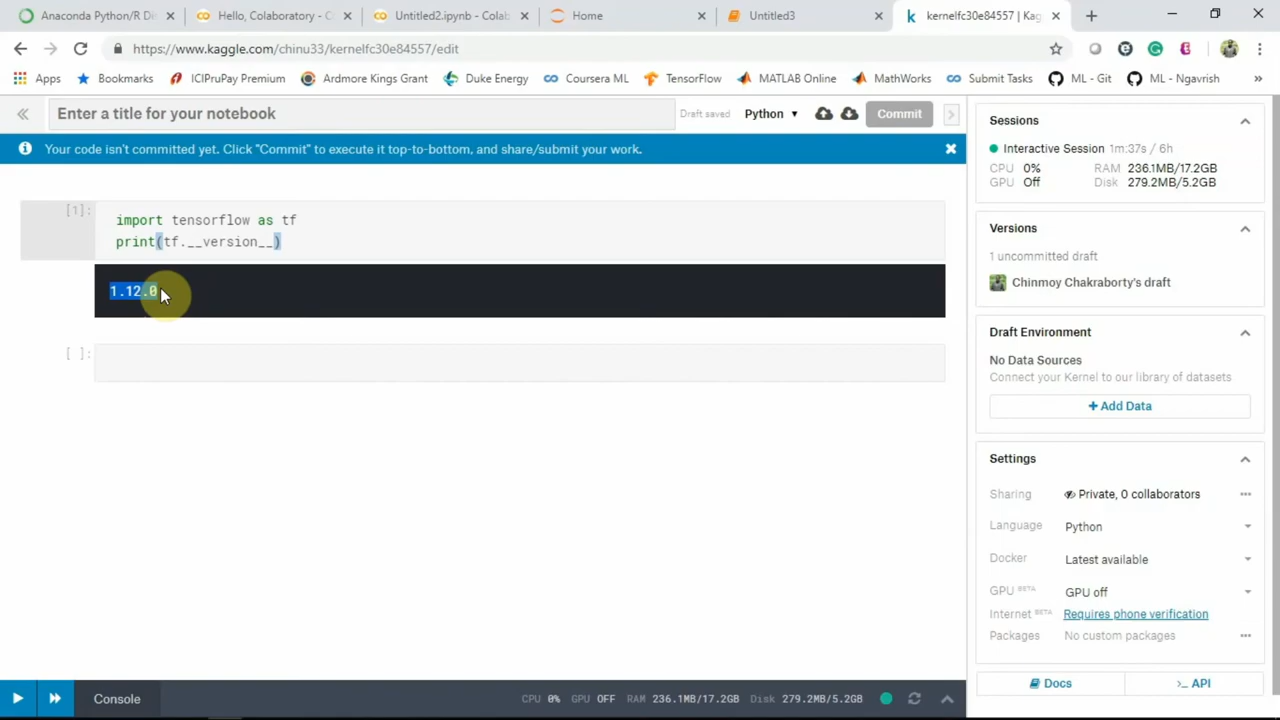 Anaconda Python/R Di
Hello, Colaboratory - C
Untitled2.ipynb - Colab
Home
Untitled3
kernelfc30e84557 | Kag
https://www.kaggle.com/chinu33/kernelfc30e84557/edit
Apps
Bookmarks
ICIPruPay Premium
Ardmore Kings Grant
Duke Energy
Coursera ML
TensorFlow
MATLAB Online
MathWorks
Submit Tasks
ML - Git
ML - Ngavrish
»
Enter a title for your notebook
Draft saved
Python
Commit
Your code isn't committed yet. Click "Commit" to execute it top-to-bottom, and share/submit your work.
[1]:
import tensorflow as tf
print(tf.__version__)
1.12.0
[ ]:
Sessions
Interactive Session 1m:37s / 6h
CPU 0% RAM 236.1MB/17.2GB
GPU Off Disk 279.2MB/5.2GB
Versions
1 uncommitted draft
Chinmoy Chakraborty's draft
Draft Environment
No Data Sources
Connect your Kernel to our library of datasets
+ Add Data
Settings
Sharing Private, 0 collaborators
Language Python
Docker Latest available
GPU BETA GPU off
Internet BETA Requires phone verification
Packages No custom packages
Docs
>_ API
Console
CPU 0% GPU OFF RAM 236.1MB/17.2GB Disk 279.2MB/5.2GB